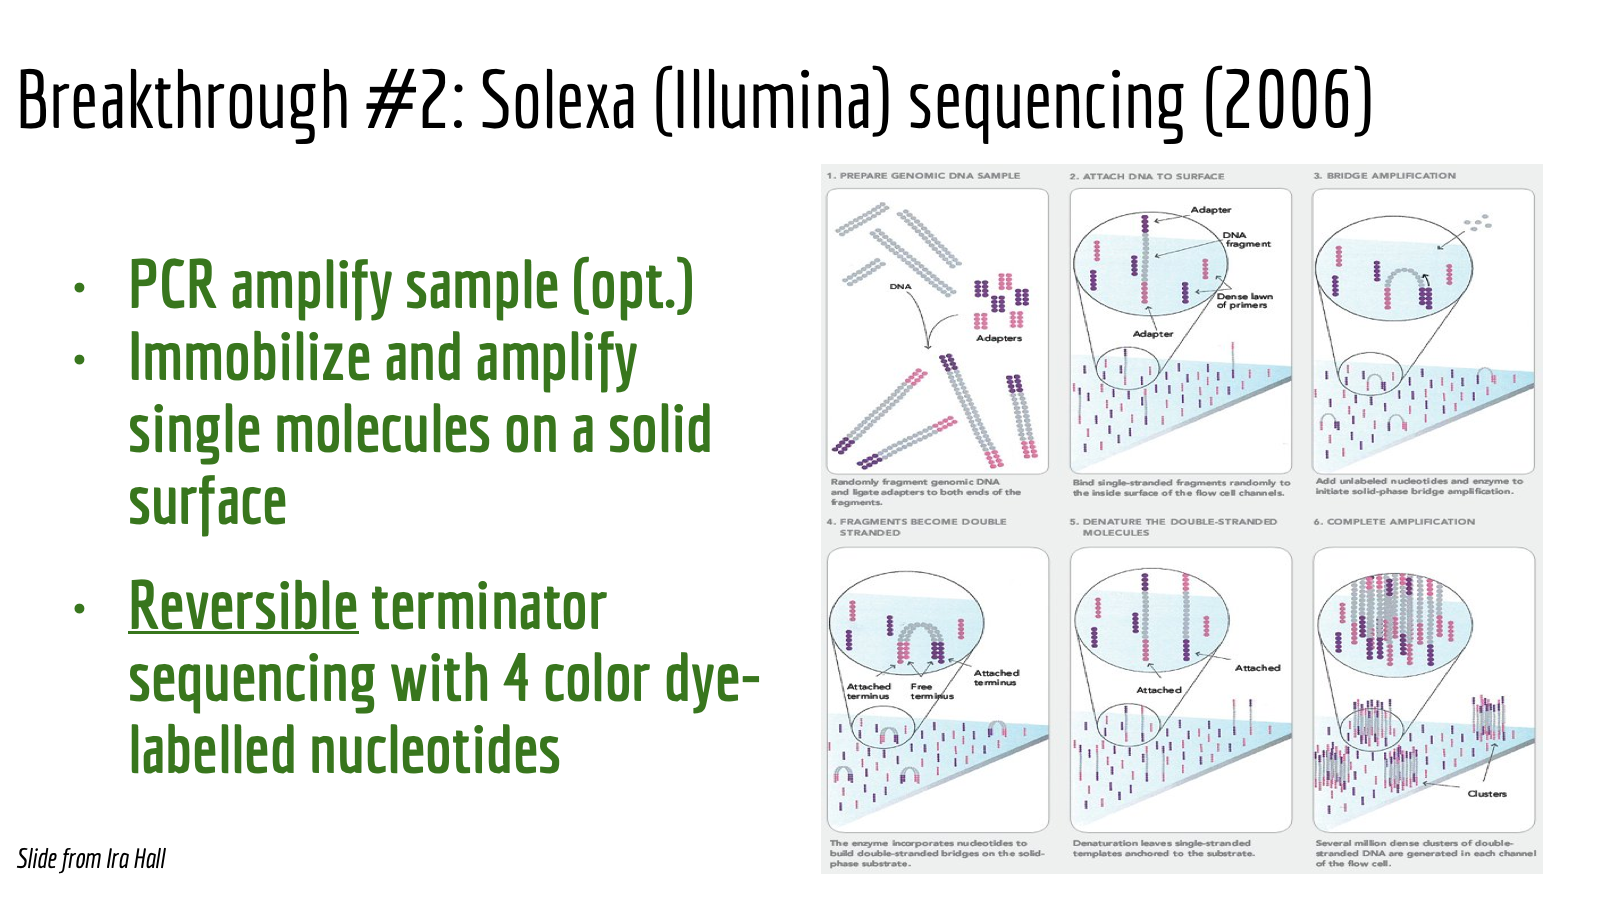 Breakthrough #2: Solexa (Illumina) sequencing (2006)
• PCR amplify sample (opt.)
• Immobilize and amplify
single molecules on a solid
surface
• Reversible terminator
sequencing with 4 color dye-
labelled nucleotides
Slide from Ira Hall
1. PREPARE GENOMIC DNA SAMPLE
DNA
Adapters
Randomly fragment genomic DNA
and ligate adapters to both ends of the
fragments.
2. ATTACH DNA TO SURFACE
Adapter
DNA
fragment
Dense lawn
of primers
Adapter
Bind single-stranded fragments randomly to
the inside surface of the flow cell channels.
3. BRIDGE AMPLIFICATION
Add unlabeled nucleotides and enzyme to
initiate solid-phase bridge amplification.
4. FRAGMENTS BECOME DOUBLE
STRANDED
Attached
terminus
Free
terminus
Attached
terminus
The enzyme incorporates nucleotides to
build double-stranded bridges on the solid-
phase substrate.
5. DENATURE THE DOUBLE-STRANDED
MOLECULES
Attached
Attached
Denaturation leaves single-stranded
templates anchored to the substrate.
6. COMPLETE AMPLIFICATION
Clusters
Several million dense clusters of double-
stranded DNA are generated in each channel
of the flow cell.